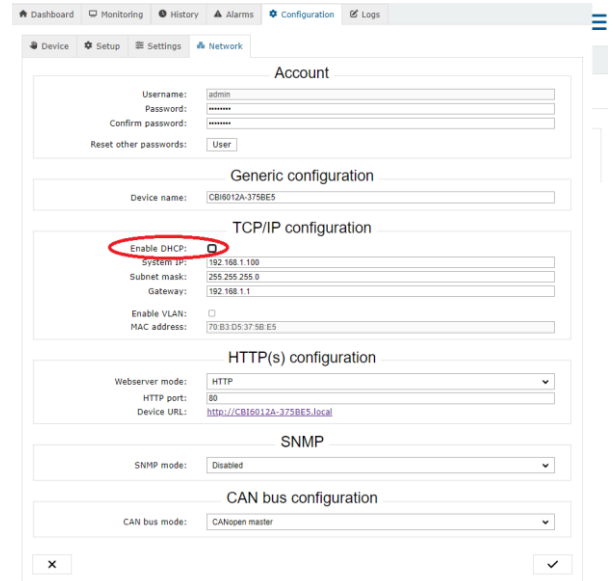 Dashboard Monitoring History Alarms Configuration Logs
Device Setup Settings Network
Account
Username: admin
Password: ••••••••
Confirm password: ••••••••
Reset other passwords: User
Generic configuration
Device name: CBI6012A-375BE5
TCP/IP configuration
Enable DHCP:
System IP: 192.168.1.100
Subnet mask: 255.255.255.0
Gateway: 192.168.1.1
Enable VLAN:
MAC address: 70:B3:D5:37:5B:E5
HTTP(s) configuration
Webserver mode: HTTP
HTTP port: 80
Device URL: http://CBI6012A-375BE5.local
SNMP
SNMP mode: Disabled
CAN bus configuration
CAN bus mode: CANopen master